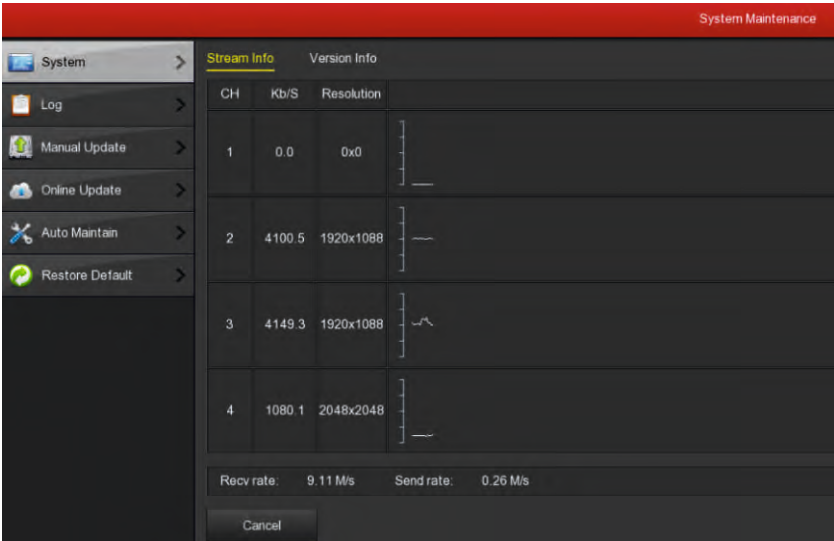 System Maintenance
System
Log
Manual Update
Online Update
Auto Maintain
Restore Default
Stream Info Version Info
CH Kb/S Resolution
1 0.0 0x0
2 4100.5 1920x1088
3 4149.3 1920x1088
4 1080.1 2048x2048
Recv rate: 9.11 M/s Send rate: 0.26 M/s
Cancel